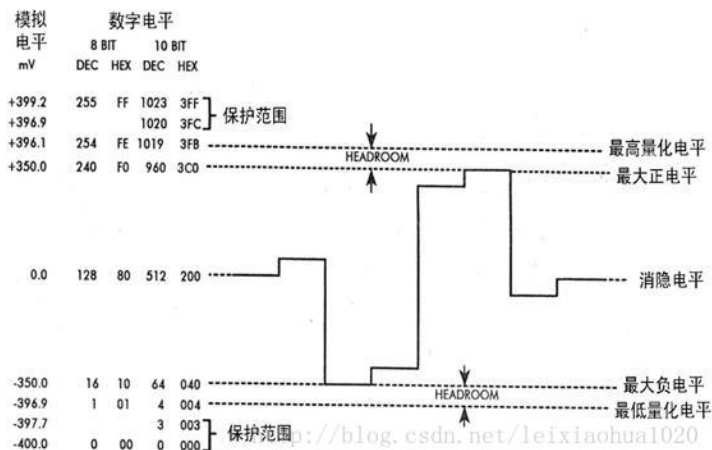 模拟 数字电平
电平 8 BIT 10 BIT
mV DEC HEX DEC HEX
+399.2 255 FF 1023 3FF
保护范围
+396.9 1020 3FC
+396.1 254 FE 1019 3FB 最高量化电平
HEADROOM
+350.0 240 F0 960 3C0 最大正电平
0.0 128 80 512 200 消隐电平
-350.0 16 10 64 040 最大负电平
HEADROOM
-396.9 1 01 4 004 最低量化电平
-397.7 3 003
保护范围
-400.0 0 00 0 000
http://blog.csdn.net/leixiaohua1020